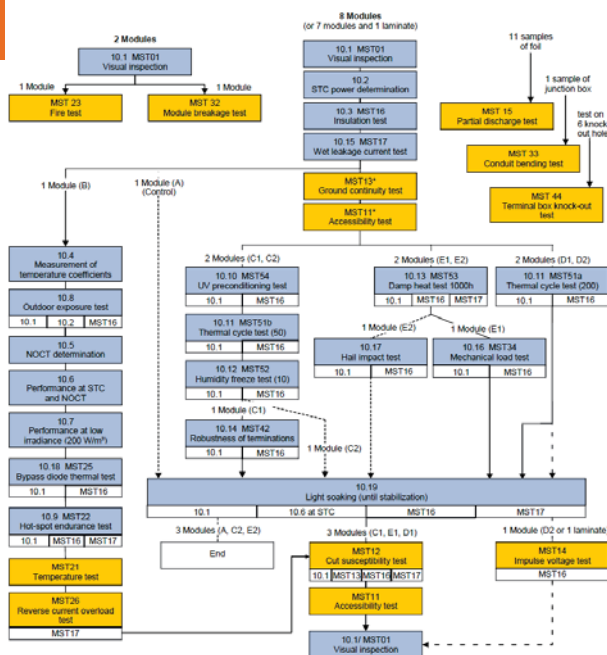 2 Modules
10.1 MST01
Visual inspection
1 Module
1 Module
MST 23
Fire test
MST 32
Module breakage test
8 Modules
(or 7 modules and 1 laminate)
10.1 MST01
Visual inspection
10.2
STC power determination
10.3 MST16
Insulation test
10.15 MST17
Wet leakage current test
MST13*
Ground continuity test
MST11*
Accessibility test
11 samples
of foil
1 sample of
junction box
test on
6 knock
out hole
MST 15
Partial discharge test
MST 33
Conduit bending test
MST 44
Terminal box knock-out
test
1 Module (B)
1 Module (A)
(Control)
10.4
Measurement of
temperature coefficients
10.8
Outdoor exposure test
10.1 10.2 MST16
10.5
NOCT determination
10.6
Performance at STC
and NOCT
10.7
Performance at low
irradiance (200 W/m²)
10.18 MST25
Bypass diode thermal test
10.1 MST16
10.9 MST22
Hot-spot endurance test
10.1 MST16 MST17
MST21
Temperature test
MST26
Reverse current overload
test
MST17
2 Modules (C1, C2)
10.10 MST54
UV preconditioning test
10.1 MST16
10.11 MST51b
Thermal cycle test (50)
10.1 MST16
10.12 MST52
Humidity freeze test (10)
10.1 MST16
1 Module (C1)
10.14 MST42
Robustness of terminations
10.1 MST16
1 Module (C2)
2 Modules (E1, E2)
10.13 MST53
Damp heat test 1000h
10.1 MST16 MST17
1 Module (E2)
1 Module (E1)
10.17
Hail impact test
10.1 MST16
10.16 MST34
Mechanical load test
10.1 MST16
2 Modules (D1, D2)
10.11 MST51a
Thermal cycle test (200)
10.1 MST16
10.19
Light soaking (until stabilization)
10.1 10.6 at STC MST16 MST17
3 Modules (A, C2, E2)
End
3 Modules (C1, E1, D1)
MST12
Cut susceptibility test
10.1 MST13 MST16 MST17
MST11
Accessibility test
10.1/ MST01
Visual inspection
1 Module (D2 or 1 laminate)
MST14
Impulse voltage test
MST16